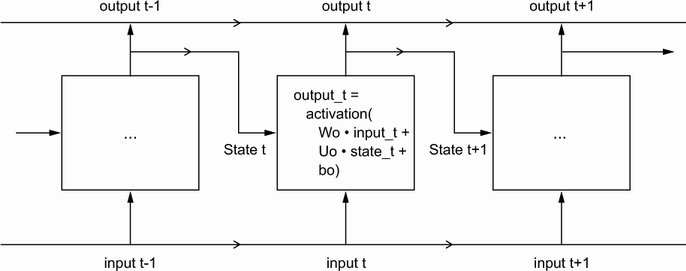 output t-1
output t
output t+1
...
output_t =
activation(
Wo • input_t +
Uo • state_t +
bo)
...
State t
State t+1
input t-1
input t
input t+1